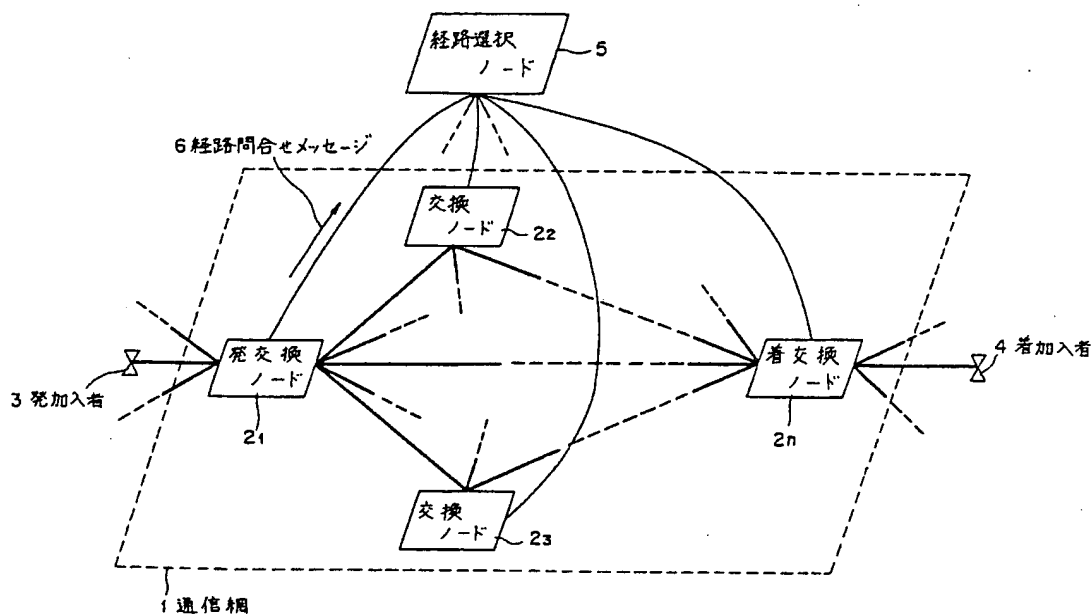 経路選択
ノード
5
6 経路問合せメッセージ
交換
ノード
22
発交換
ノード
21
3 発加入者
着交換
ノード
2n
4 着加入者
交換
ノード
23
1 通信網